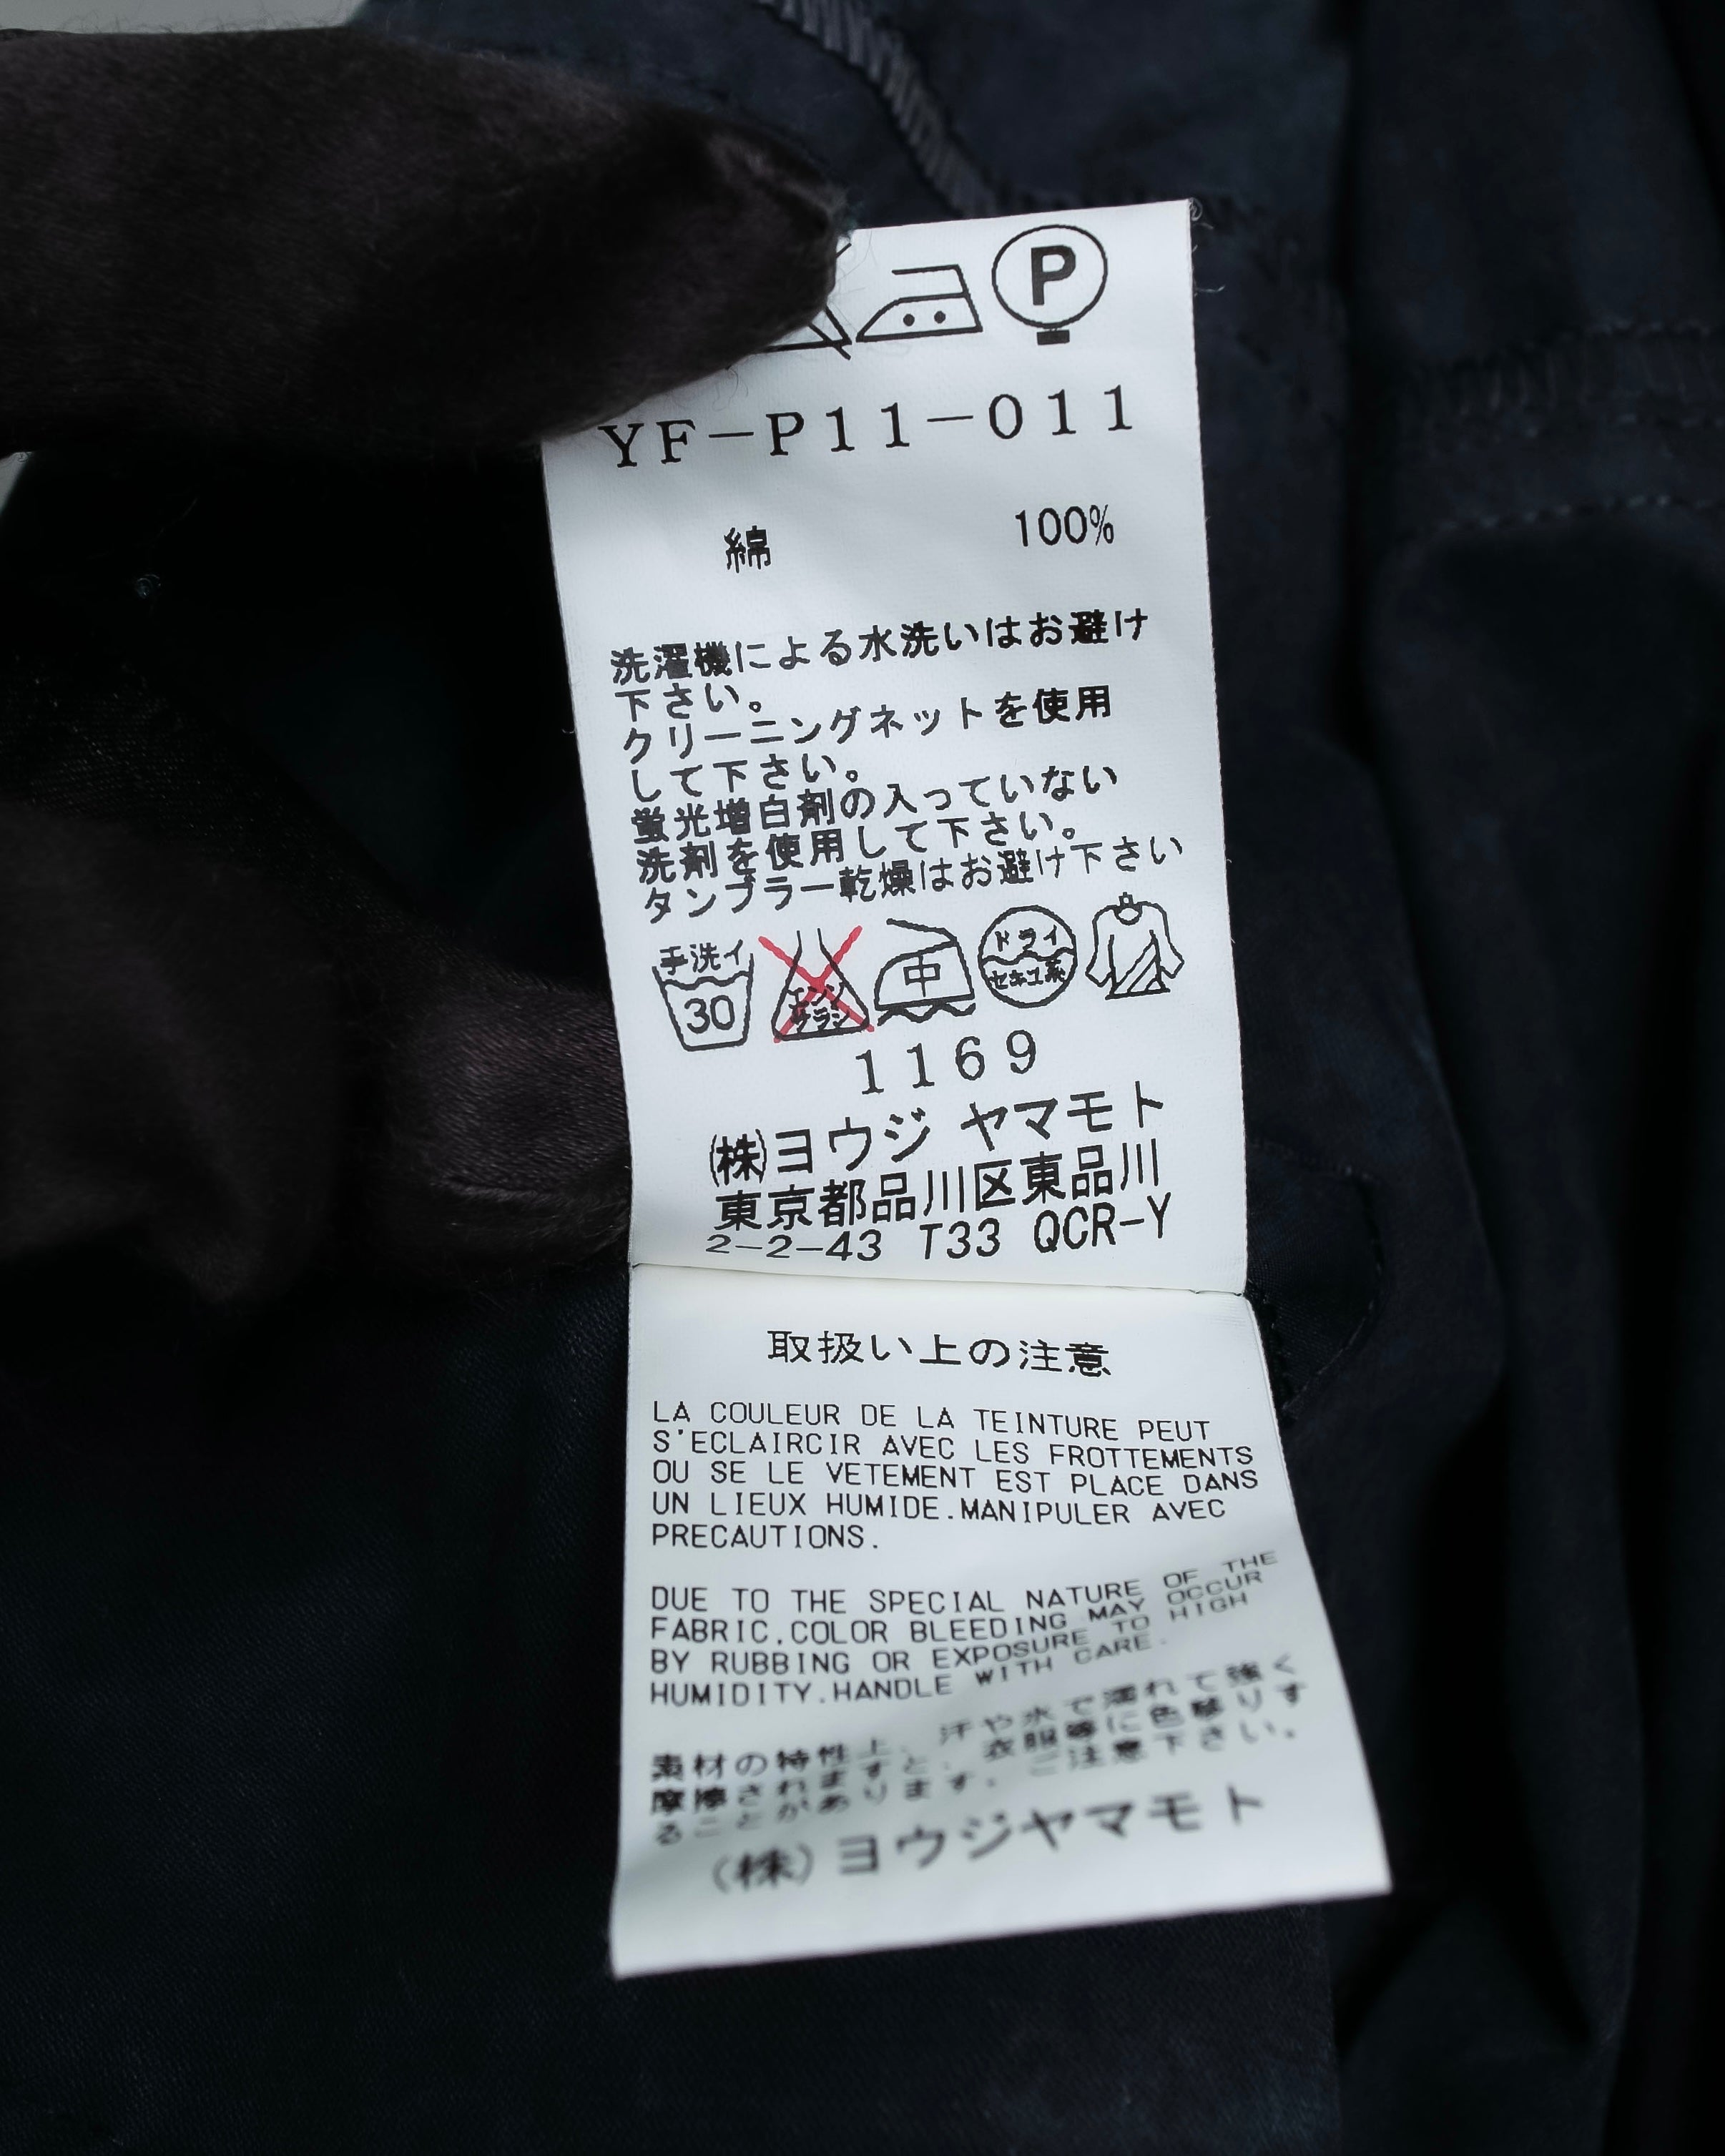 P
YF-P11-011
綿 100%
洗濯機による水洗いはお避け
下さい。
クリーニングネットを使用
して下さい。
蛍光増白剤の入っていない
洗剤を使用して下さい。
タンブラー乾燥はお避け下さい
手洗イ
30
エンソ
サラシ
中
ドライ
セキユ系
1169
㈱ヨウジ ヤマモト
東京都品川区東品川
2-2-43 T33 QCR-Y
取扱い上の注意
LA COULEUR DE LA TEINTURE PEUT
S'ECLAIRCIR AVEC LES FROTTEMENTS
OU SE LE VETEMENT EST PLACE DANS
UN LIEUX HUMIDE.MANIPULER AVEC
PRECAUTIONS.
DUE TO THE SPECIAL NATURE OF THE
FABRIC,COLOR BLEEDING MAY OCCUR
BY RUBBING OR EXPOSURE TO HIGH
HUMIDITY.HANDLE WITH CARE.
素材の特性上、汗や水で濡れて強く
摩擦されますと、衣服等に色移りす
ることがあります。ご注意下さい。
(株)ヨウジヤマモト